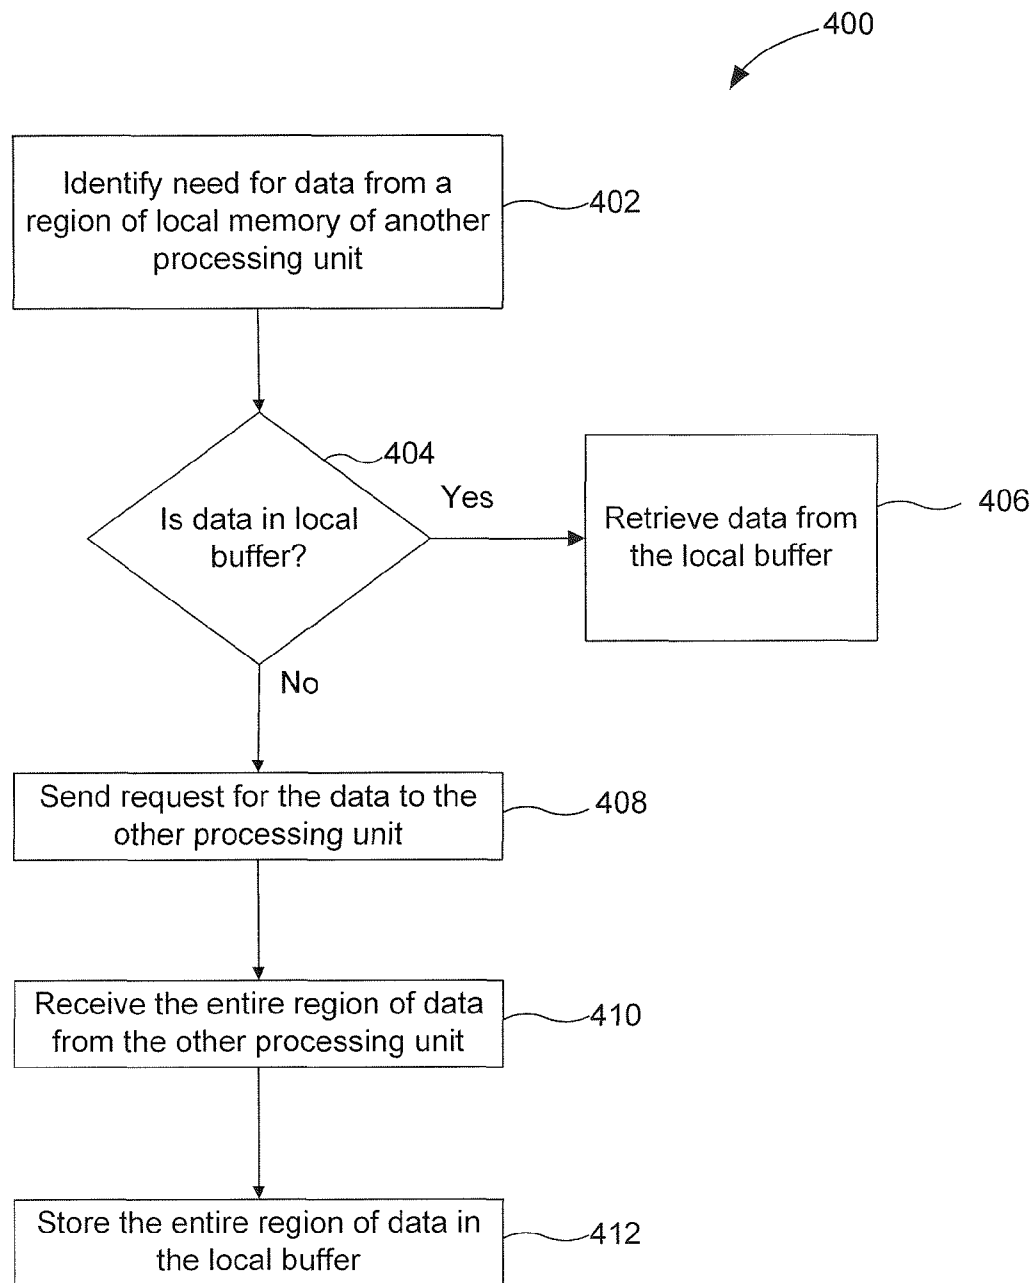 400
Identify need for data from a
region of local memory of another
processing unit
402
404
Is data in local
buffer?
Yes
Retrieve data from
the local buffer
406
No
Send request for the data to the
other processing unit
408
Receive the entire region of data
from the other processing unit
410
Store the entire region of data in
the local buffer
412